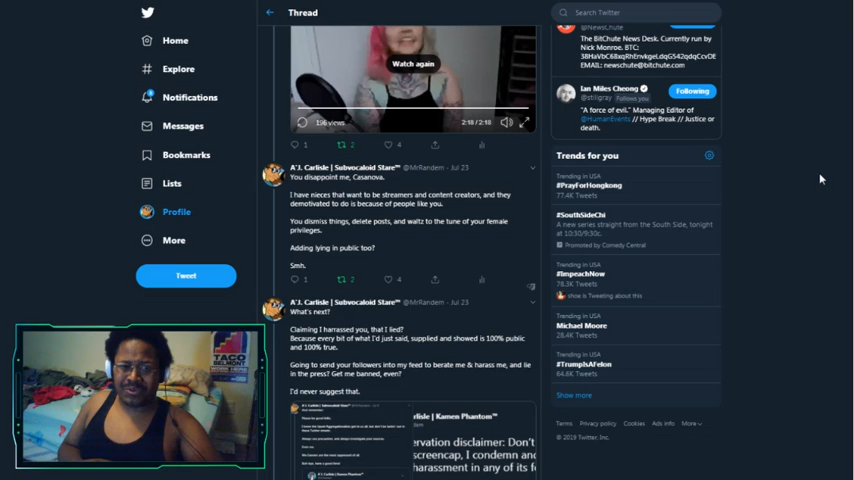 Home
Explore
Notifications
Messages
Bookmarks
Lists
Profile
More
Tweet
Thread
Watch again
196 views
2:18 / 2:18
1
2
4
A'J. Carlisle | Subvocaloid Stare™ @MrRandem · Jul 23
You disappoint me, Casanova.
I have nieces that want to be streamers and content creators, and they
demotivated to do is because of people like you.
You dismiss things, delete posts, and waltz to the tune of your female
privileges.
Adding lying in public too?
Smh.
1
2
4
A'J. Carlisle | Subvocaloid Stare™ @MrRandem · Jul 23
What's next?
Claiming I harrassed you, that I lied?
Because every bit of what I'd just said, supplied and showed is 100% public
and 100% true.
Going to send your followers into my feed to berate me & harass me, and lie
in the press? Get me banned, even?
I'd never suggest that.
rlisle | Kamen Phantom™
ervation disclaimer: Don't
screencap, I condemn and
harassment in any of its f
Search Twitter
@NewsChute
The BitChute News Desk. Currently run by
Nick Monroe. BTC:
EMAIL: newschute@bitchute.com
Ian Miles Cheong
@stillgray Follows you
Following
"A force of evil." Managing Editor of
@HumanEvents // Hype Break // Justice or
death.
Trends for you
Trending in USA
#PrayForHongkong
77.4K Tweets
#SouthSideChi
A new series from the South Side, tonight
at 10:30/9:30c.
Promoted by Comedy Central
Trending in USA
#ImpeachNow
78.3K Tweets
shoe is Tweeting about this
Trending in USA
Michael Moore
28.4K Tweets
Trending in USA
#TrumpIsAFelon
64.6K Tweets
Show more
Terms Privacy policy Cookies Ads info More
© 2019 Twitter, Inc.
TACO
BELMONT
WORK HERE